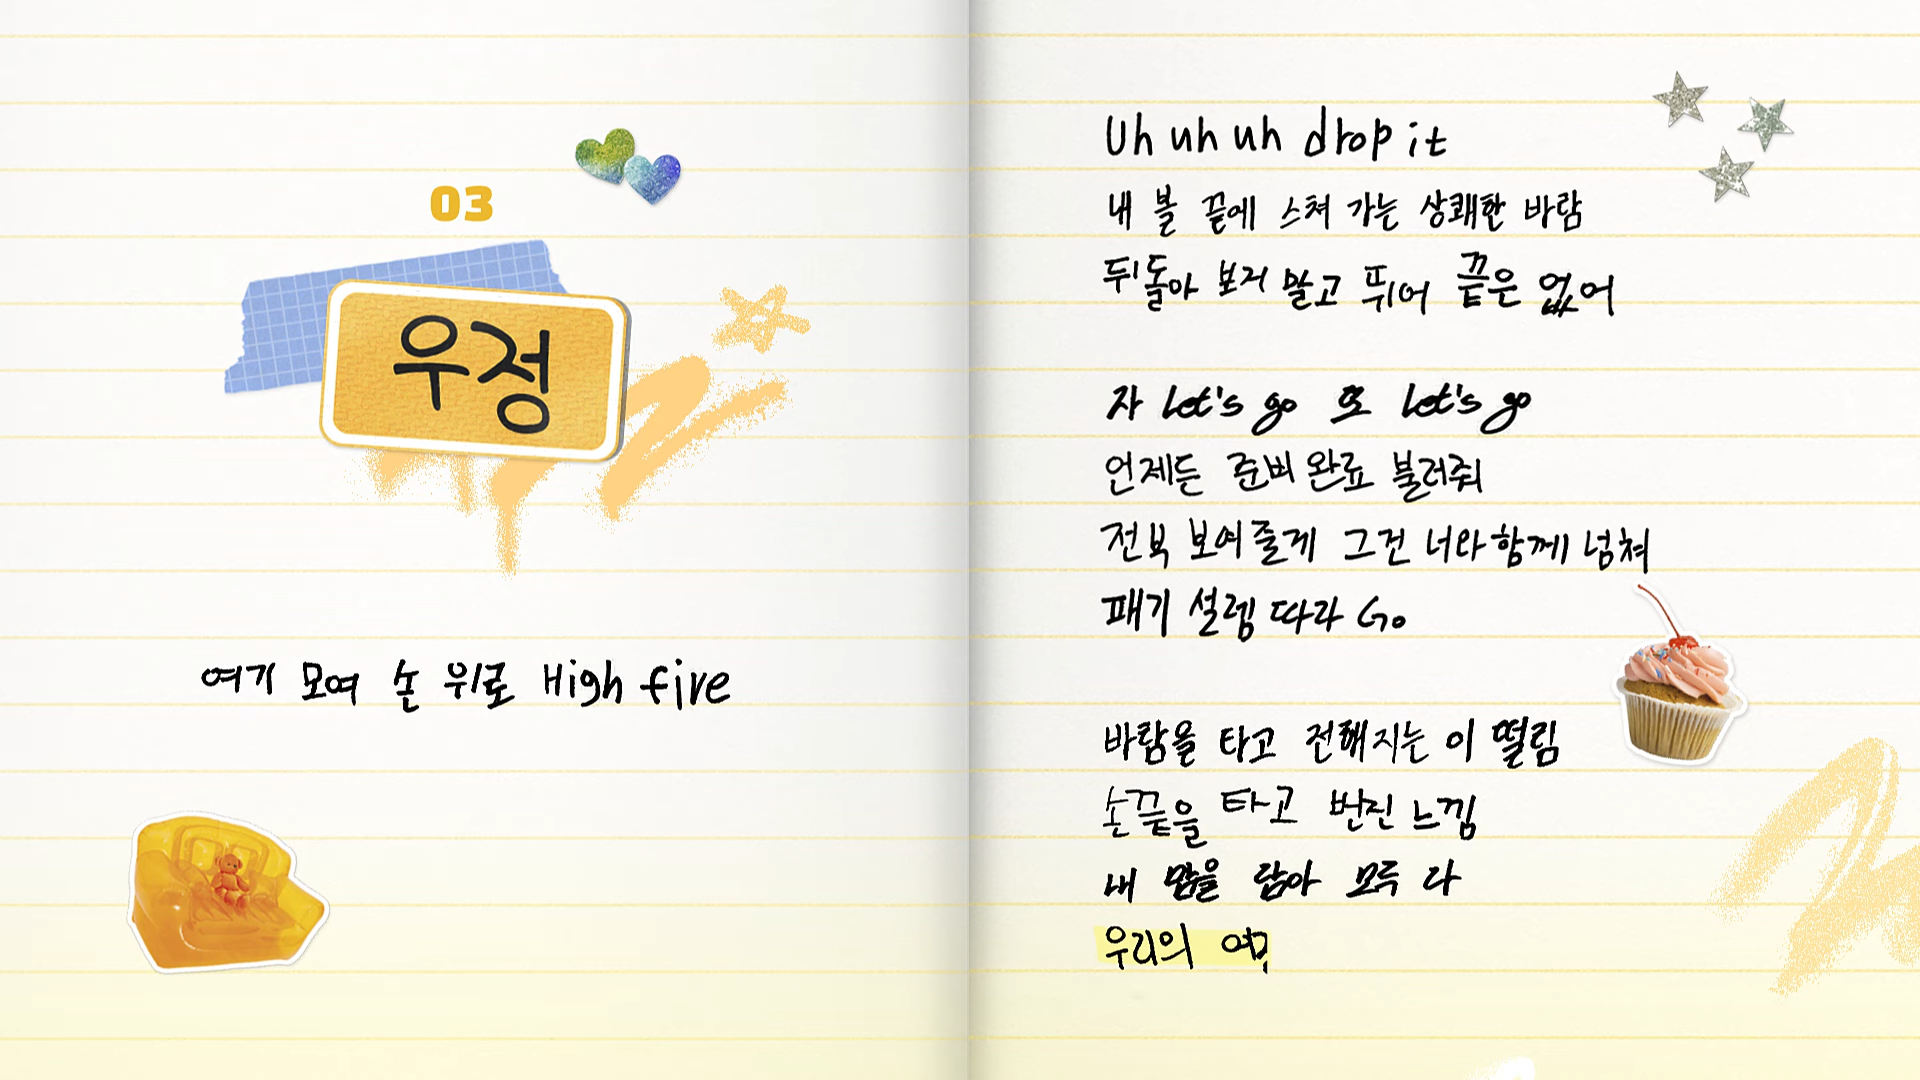 03
우정
여기 모여 손 위로 High five
Uh uh uh drop it
내 볼 끝에 스쳐 가는 상쾌한 바람
뒤돌아 보지 말고 뛰어 끝은 없어
자 Let's go 또 Let's go
언제든 준비완료 불러줘
전부 보여줄게 그건 너와함께 넘쳐
패기 설렘 따라 Go
바람을 타고 전해지는 이 떨림
손끝을 타고 번진 느낌
내 맘을 담아 모두 다
우리의